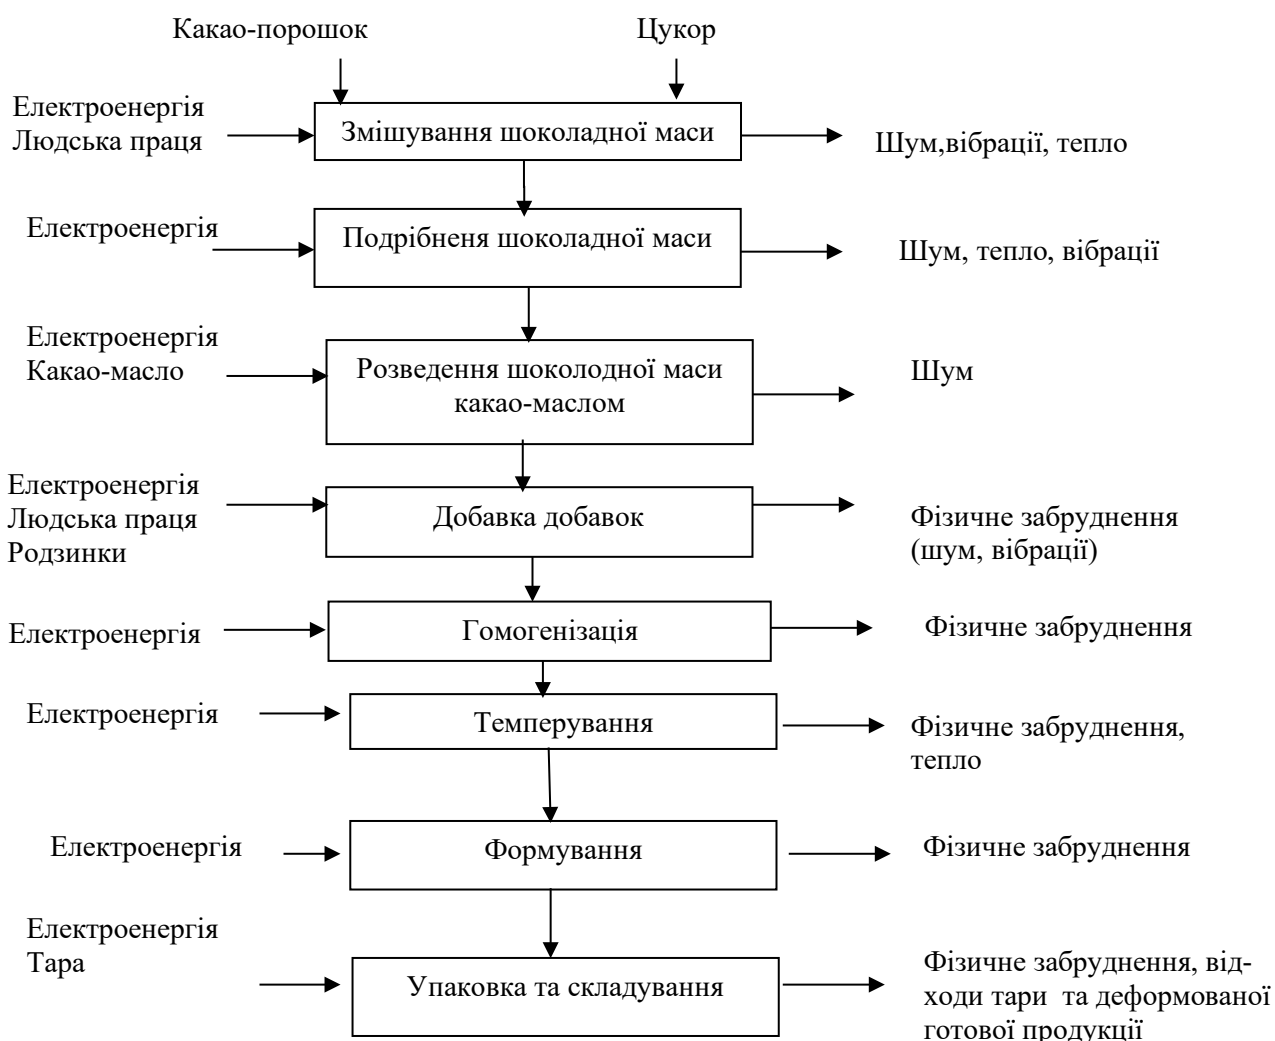 Какао-порошок
Цукор
Електроенергія
Людська праця
Змішування шоколадної маси
Шум,вібрації, тепло
Електроенергія
Подрібненя шоколадної маси
Шум, тепло, вібрації
Електроенергія
Какао-масло
Розведення шоколодної маси
какао-маслом
Шум
Електроенергія
Людська праця
Родзинки
Добавка добавок
Фізичне забруднення
(шум, вібрації)
Електроенергія
Гомогенізація
Фізичне забруднення
Електроенергія
Темперування
Фізичне забруднення,
тепло
Електроенергія
Формування
Фізичне забруднення
Електроенергія
Тара
Упаковка та складування
Фізичне забруднення, від-
ходи тари та деформованої
готової продукції